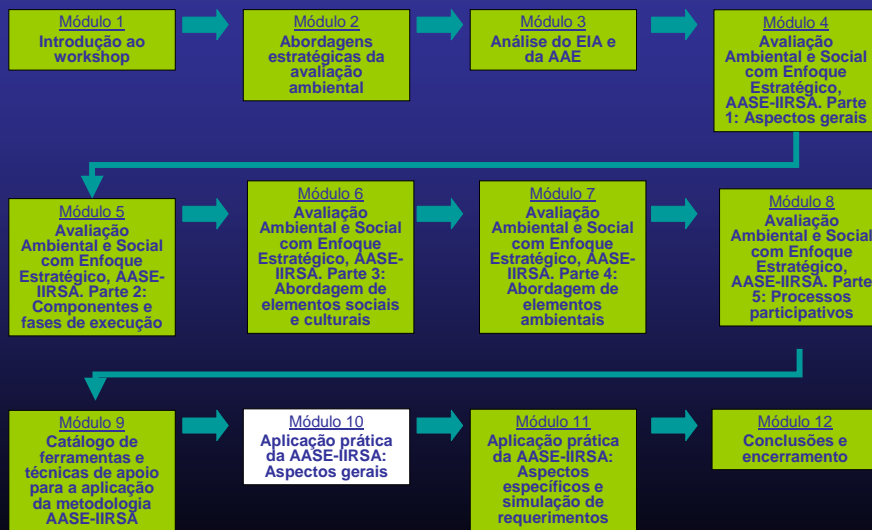 Módulo 1
Introdução ao
workshop
Módulo 2
Abordagens
estratégicas da
avaliação
ambiental
Módulo 3
Análise do EIA e
da AAE
Módulo 4
Avaliação
Ambiental e Social
com Enfoque
Estratégico,
AASE-IIRSA. Parte
1: Aspectos gerais
Módulo 5
Avaliação
Ambiental e Social
com Enfoque
Estratégico, AASE-
IIRSA. Parte 2:
Componentes e
fases de execução
Módulo 6
Avaliação
Ambiental e Social
com Enfoque
Estratégico, AASE-
IIRSA. Parte 3:
Abordagem de
elementos sociais
e culturais
Módulo 7
Avaliação
Ambiental e Social
com Enfoque
Estratégico, AASE-
IIRSA. Parte 4:
Abordagem de
elementos
ambientais
Módulo 8
Avaliação
Ambiental e Social
com Enfoque
Estratégico,
AASE-IIRSA. Parte
5: Processos
participativos
Módulo 9
Catálogo de
ferramentas e
técnicas de apoio
para a aplicação
da metodologia
AASE-IIRSA
Módulo 10
Aplicação prática
da AASE-IIRSA:
Aspectos gerais
Módulo 11
Aplicação prática
da AASE-IIRSA:
Aspectos
específicos e
simulação de
requerimentos
Módulo 12
Conclusões e
encerramento